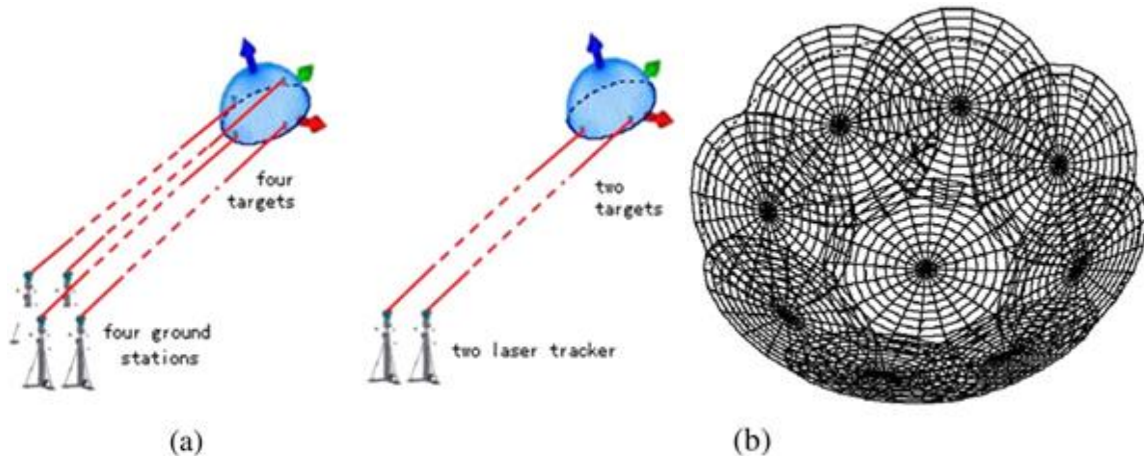 four
targets
four ground
stations
two
targets
two laser tracker
(a)
(b)